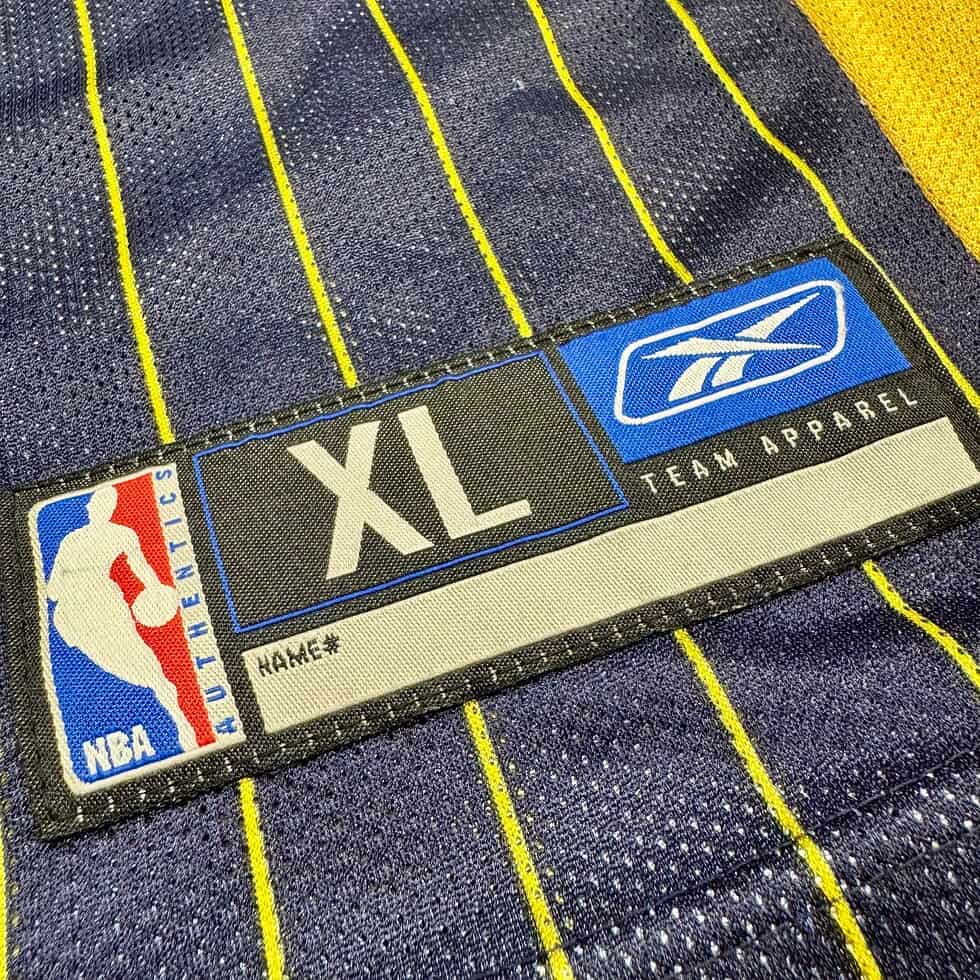 NBA
AUTHENTICS
XL
TEAM APPAREL
NAME#